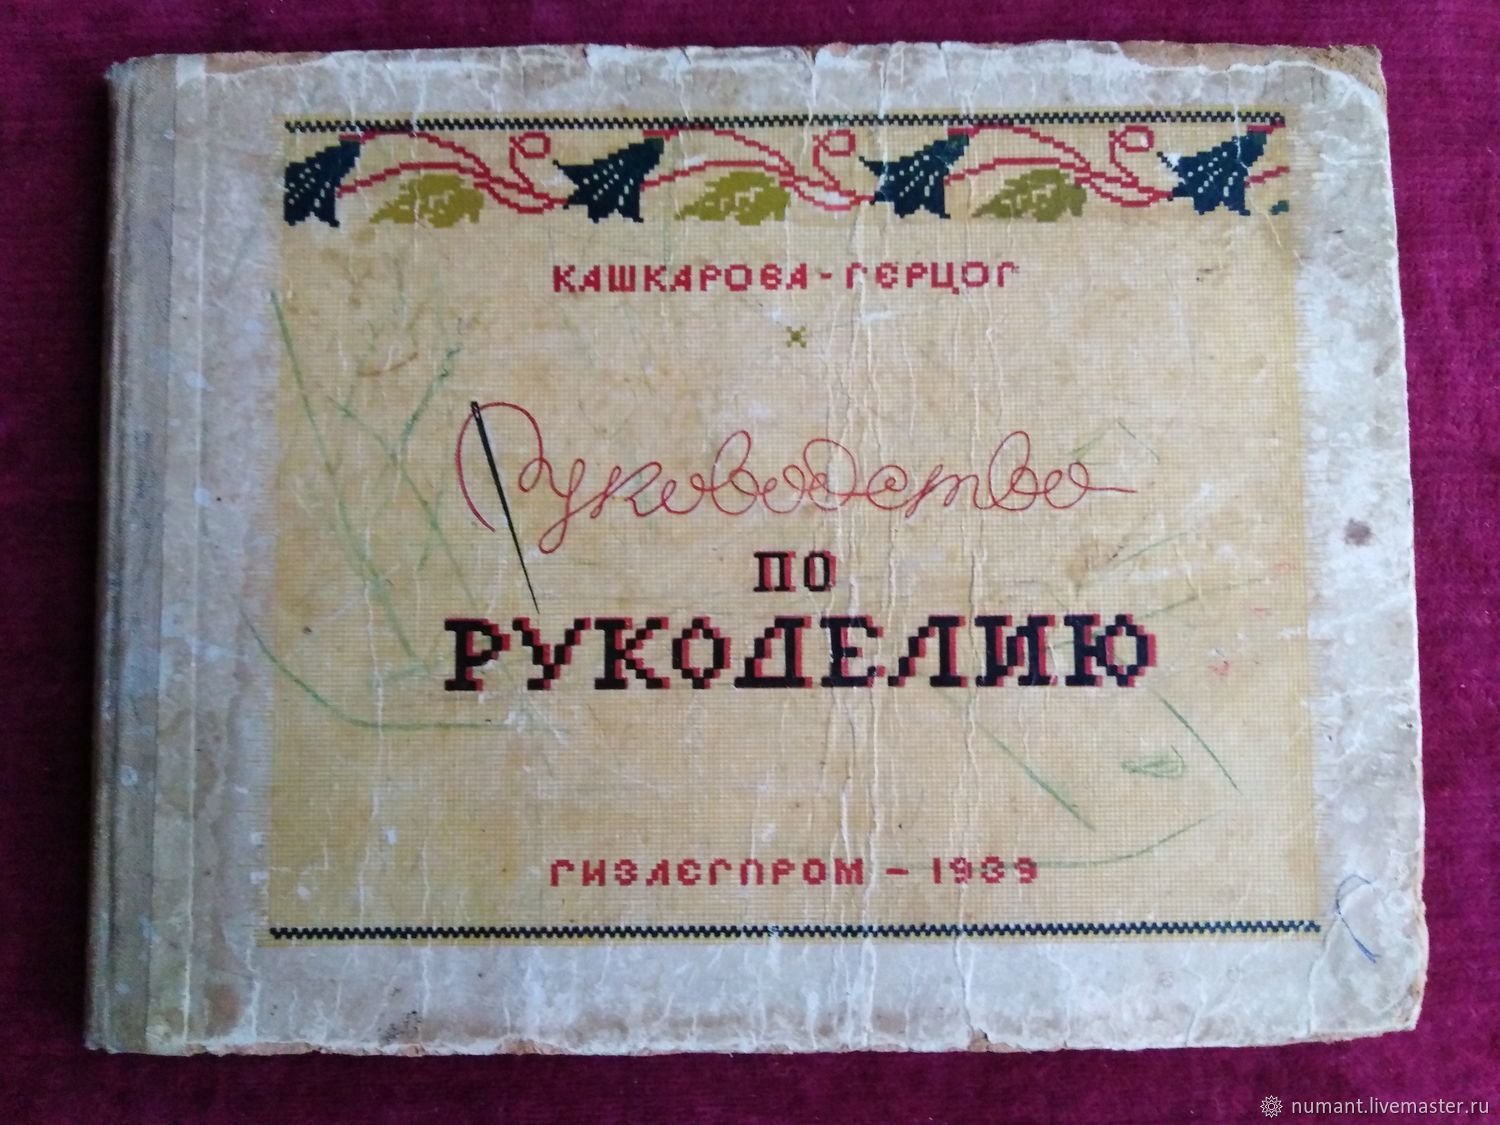 КАШКАРОВА-ГЕРЦОГ
Руководство
ПО
РУКОДЕЛИЮ
ГИЗЛЕГПРОМ - 1939
numant.livemaster.ru